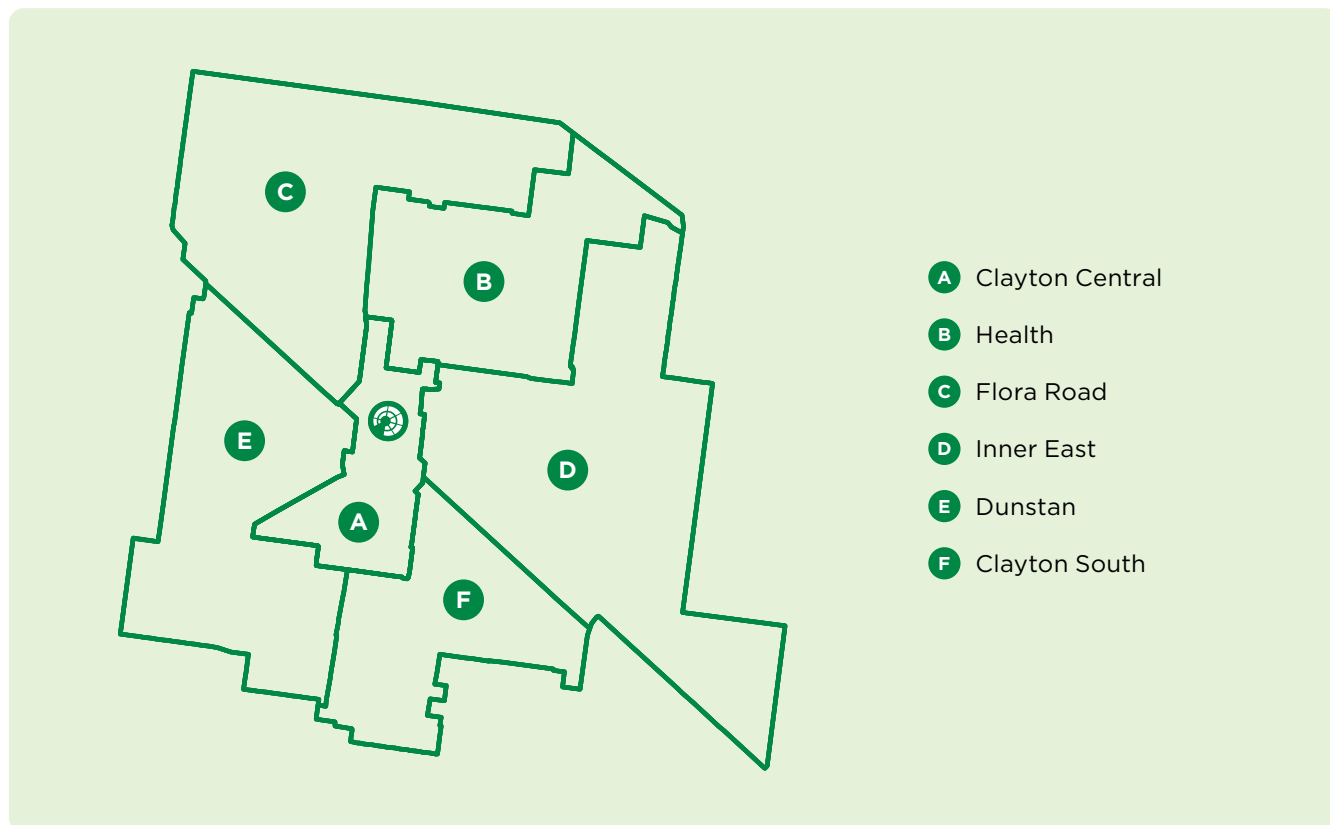 C
B
E
D
A
F
A Clayton Central
B Health
C Flora Road
D Inner East
E Dunstan
F Clayton South